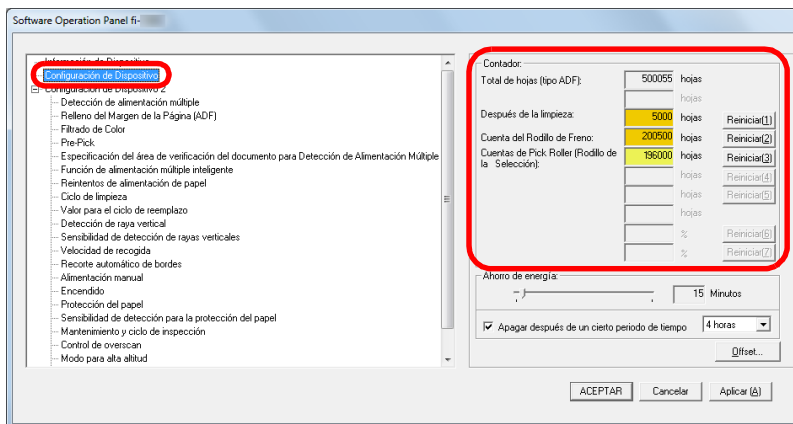 Software Operation Panel fi-
Información de Dispositivo
Configuración de Dispositivo
Configuración de Dispositivo 2
Detección de alimentación múltiple
Relleno del Margen de la Página (ADF)
Filtrado de Color
Pre-Pick
Especificación del área de verificación del documento para Detección de Alimentación Múltiple
Función de alimentación múltiple inteligente
Reintentos de alimentación de papel
Ciclo de limpieza
Valor para el ciclo de reemplazo
Detección de raya vertical
Sensibilidad de detección de rayas verticales
Velocidad de recogida
Recorte automático de bordes
Alimentación manual
Encendido
Protección del papel
Sensibilidad de detección para la protección del papel
Mantenimiento y ciclo de inspección
Control de overscan
Modo para alta altitud
Contador:
Total de hojas (tipo ADF): 500055 hojas
hojas
Después de la limpieza: 5000 hojas Reiniciar(1)
Cuenta del Rodillo de Freno: 200500 hojas Reiniciar(2)
Cuentas de Pick Roller (Rodillo de la Selección): 196000 hojas Reiniciar(3)
hojas Reiniciar(4)
hojas Reiniciar(5)
hojas
% Reiniciar(6)
% Reiniciar(7)
Ahorro de energía:
15 Minutos
Apagar después de un cierto periodo de tiempo 4 horas
Offset...
ACEPTAR Cancelar Aplicar (A)